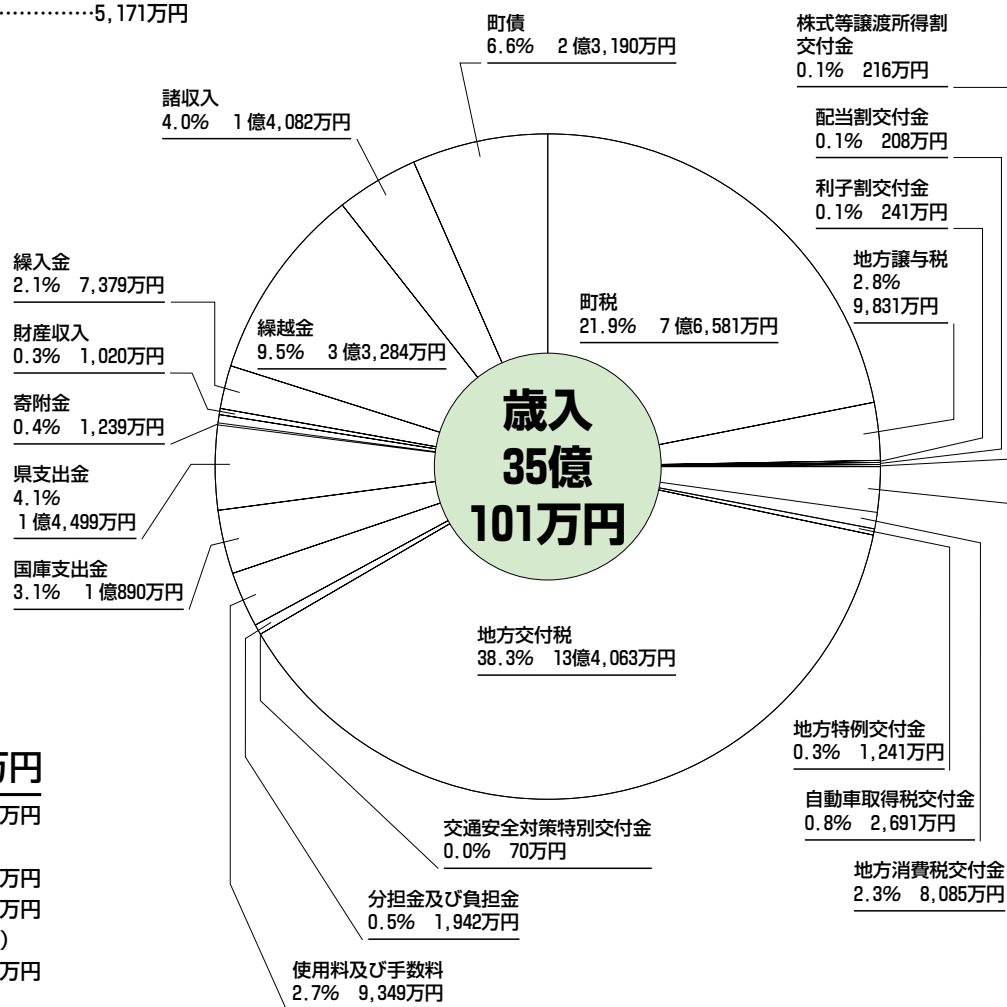 ……………5,171万円
町債
6.6% 2億3,190万円
株式等譲渡所得割
交付金
0.1% 216万円
諸収入
4.0% 1億4,082万円
配当割交付金
0.1% 208万円
利子割交付金
0.1% 241万円
地方譲与税
2.8%
9,831万円
繰入金
2.1% 7,379万円
町税
21.9% 7億6,581万円
繰越金
9.5% 3億3,284万円
財産収入
0.3% 1,020万円
寄附金
0.4% 1,239万円
歳入
35億
101万円
県支出金
4.1%
1億4,499万円
国庫支出金
3.1% 1億890万円
地方交付税
38.3% 13億4,063万円
地方特例交付金
0.3% 1,241万円
万円
万円
自動車取得税交付金
0.8% 2,691万円
交通安全対策特別交付金
0.0% 70万円
地方消費税交付金
2.3% 8,085万円
万円
分担金及び負担金
0.5% 1,942万円
万円
)
万円
使用料及び手数料
2.7% 9,349万円